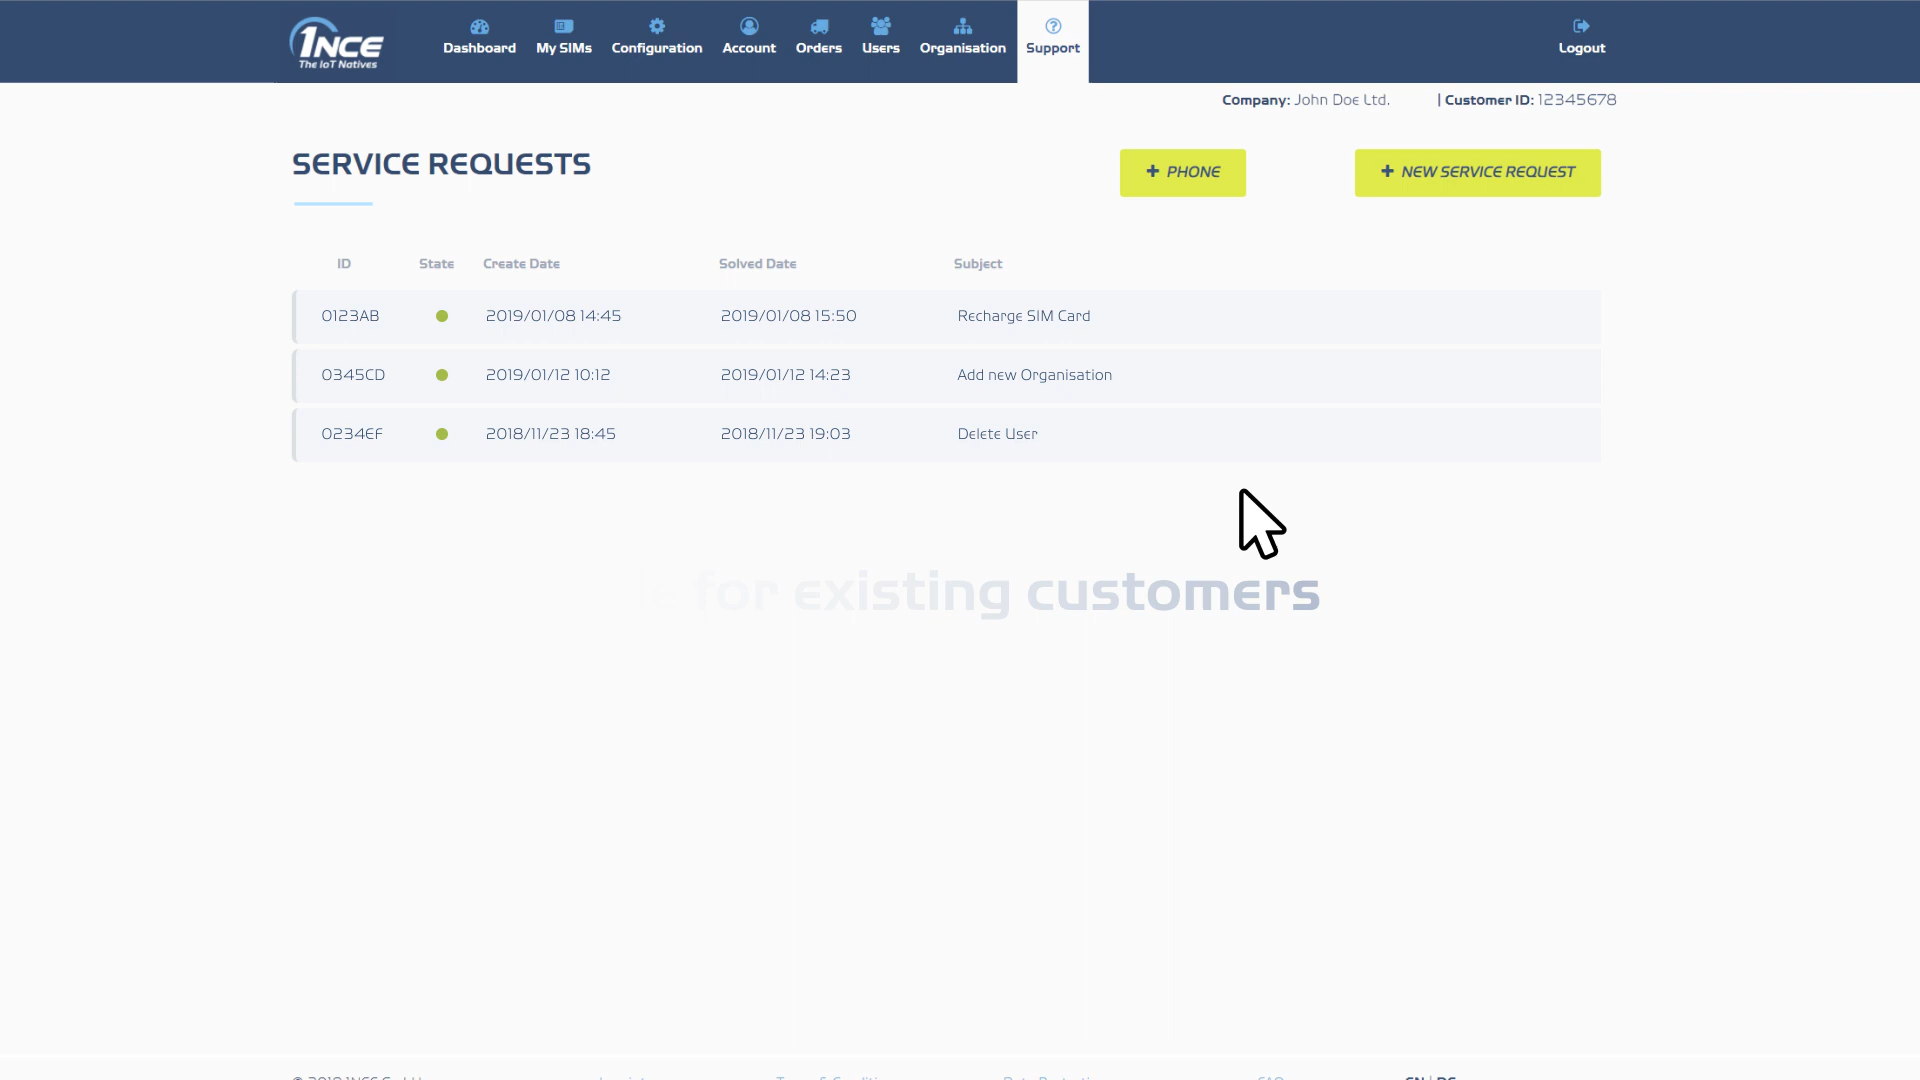 1NCE
The IoT Natives
Dashboard My SIMs Configuration Account Orders Users Organisation Support Logout
Company: John Doe Ltd. | Customer ID: 12345678
SERVICE REQUESTS
+ PHONE
+ NEW SERVICE REQUEST
ID State Create Date Solved Date Subject
0123AB 2019/01/08 14:45 2019/01/08 15:50 Recharge SIM Card
0345CD 2019/01/12 10:12 2019/01/12 14:23 Add new Organisation
0234EF 2018/11/23 18:45 2018/11/23 19:03 Delete User
for existing customers